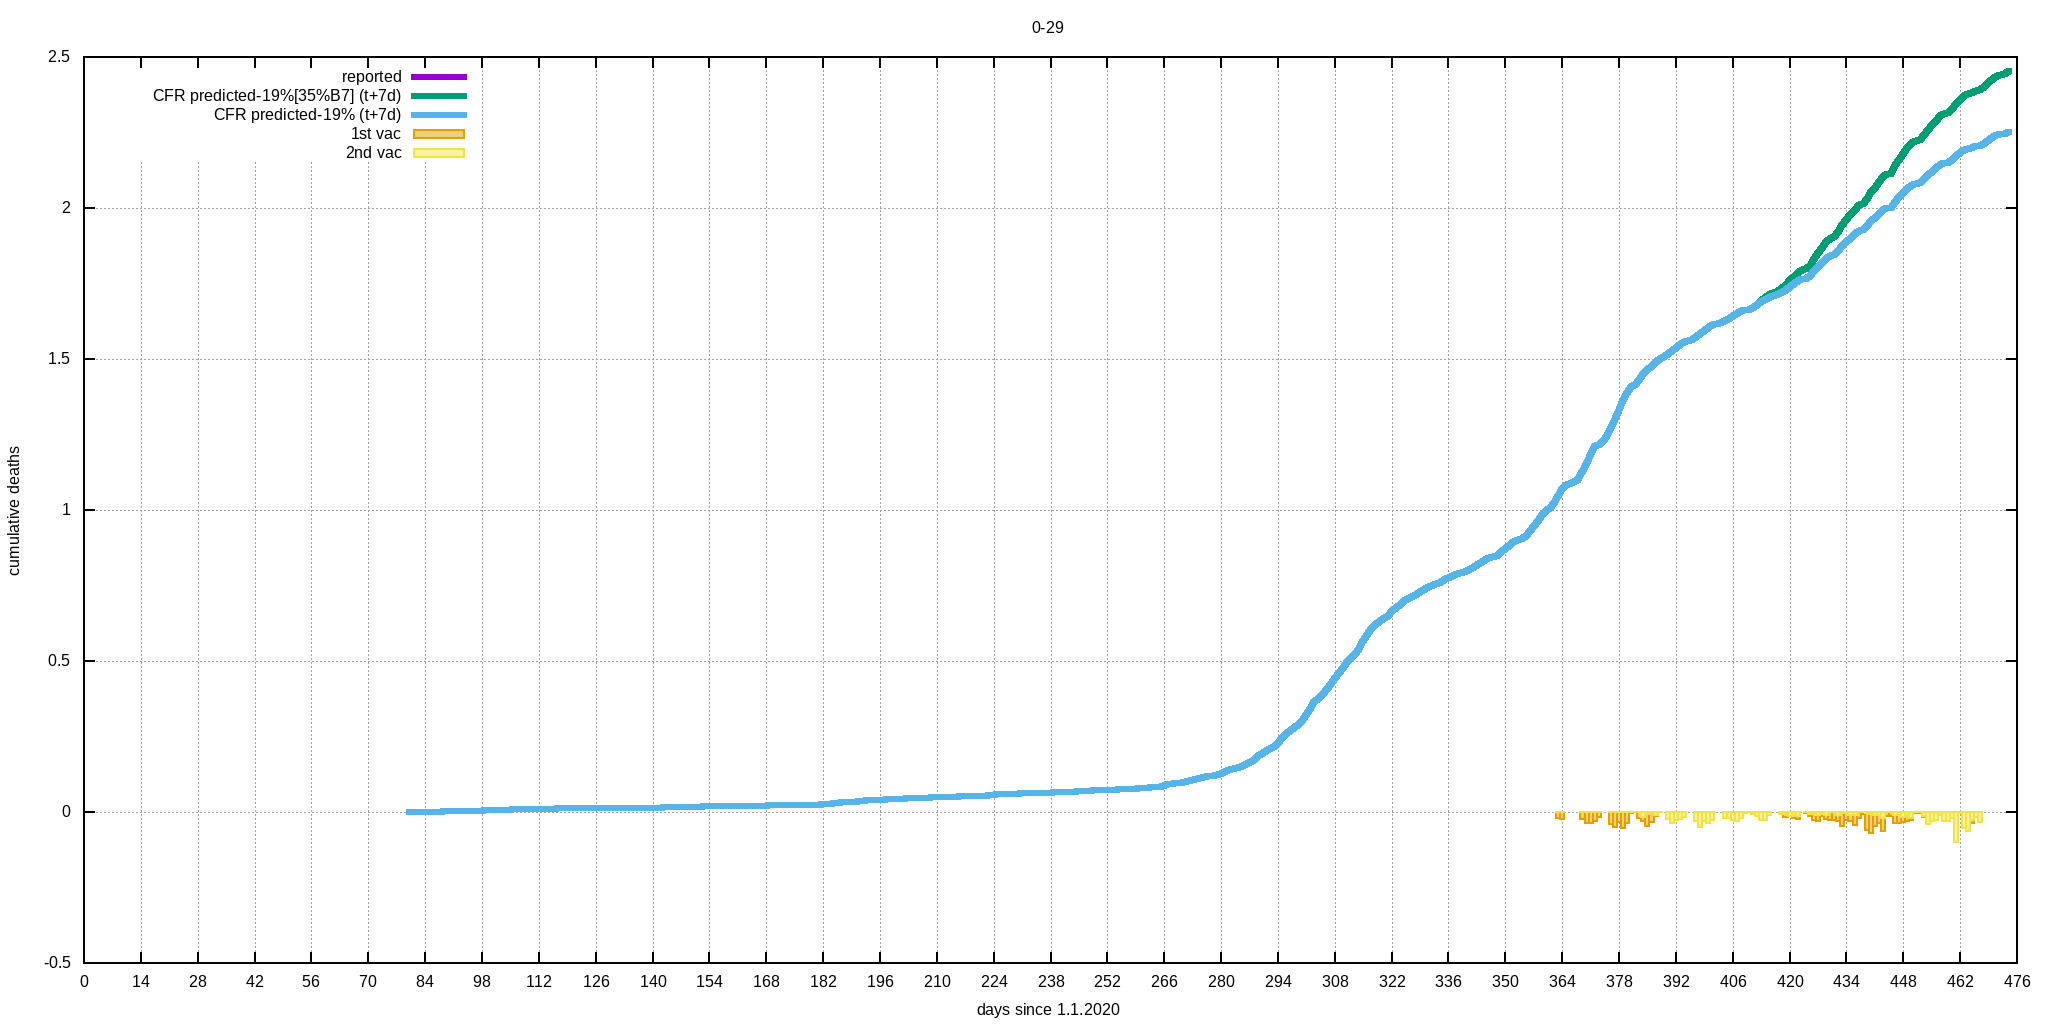 0-29
2.5
2
1.5
1
0.5
0
-0.5
cumulative deaths
reported
CFR predicted-19%[35%B7] (t+7d)
CFR predicted-19% (t+7d)
1st vac
2nd vac
0 14 28 42 56 70 84 98 112 126 140 154 168 182 196 210 224 238 252 266 280 294 308 322 336 350 364 378 392 406 420 434 448 462 476
days since 1.1.2020